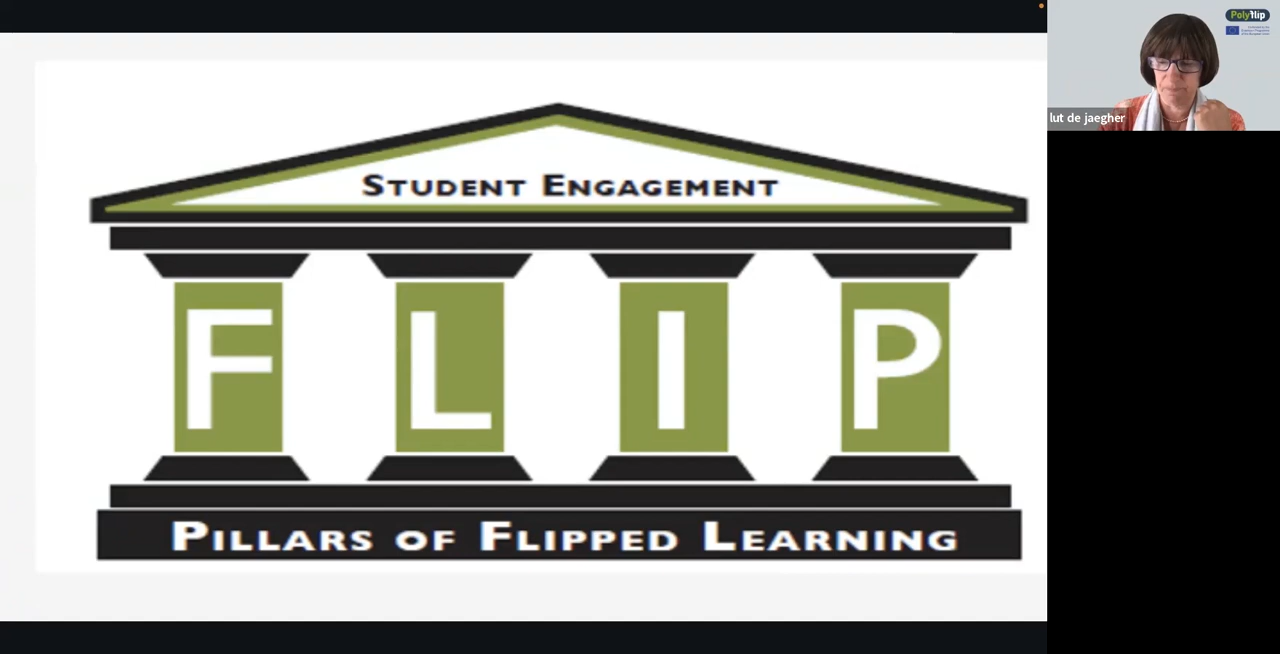 STUDENT ENGAGEMENT
F L I P
PILLARS OF FLIPPED LEARNING
Polyflip
lut de jaegher